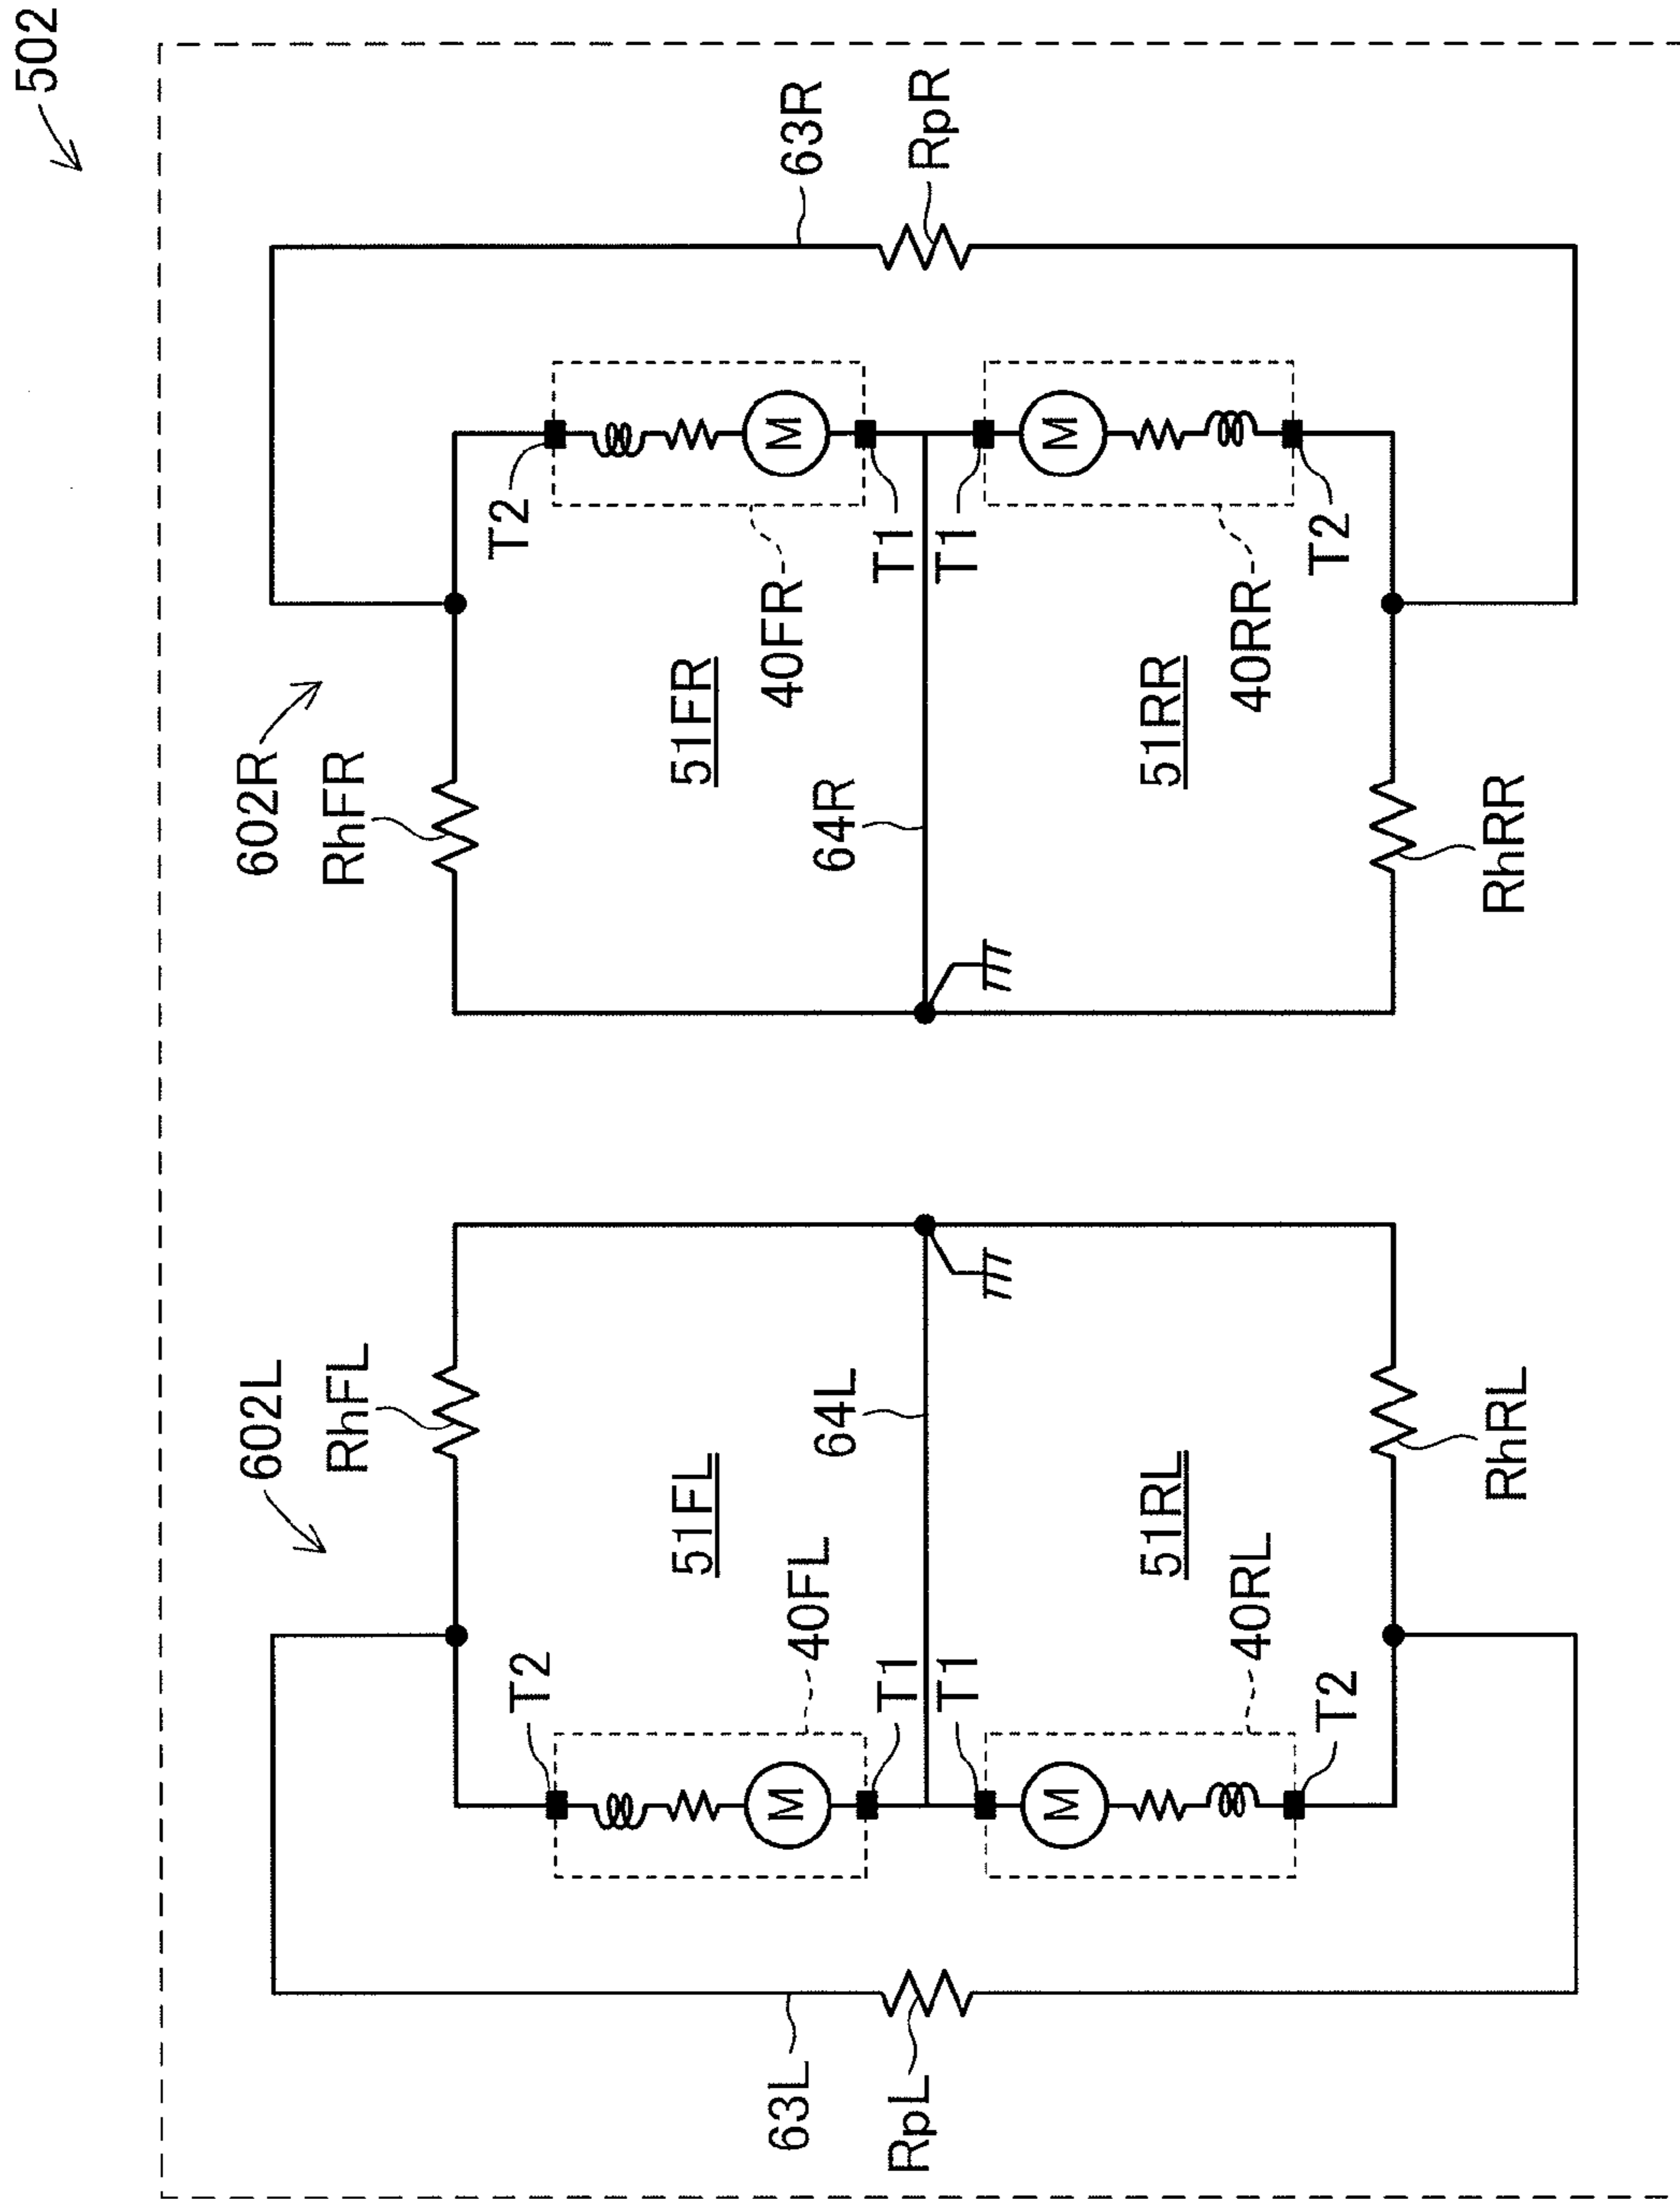 502
602L
602R
RhFL
RhFR
63L
RpL
63R
RpR
T2
T2
51FL
51FR
40FL
40FR
64L
64R
T1
T1
T1
T1
51RL
51RR
40RL
40RR
T2
T2
RhRL
RhRR
M
M
M
M